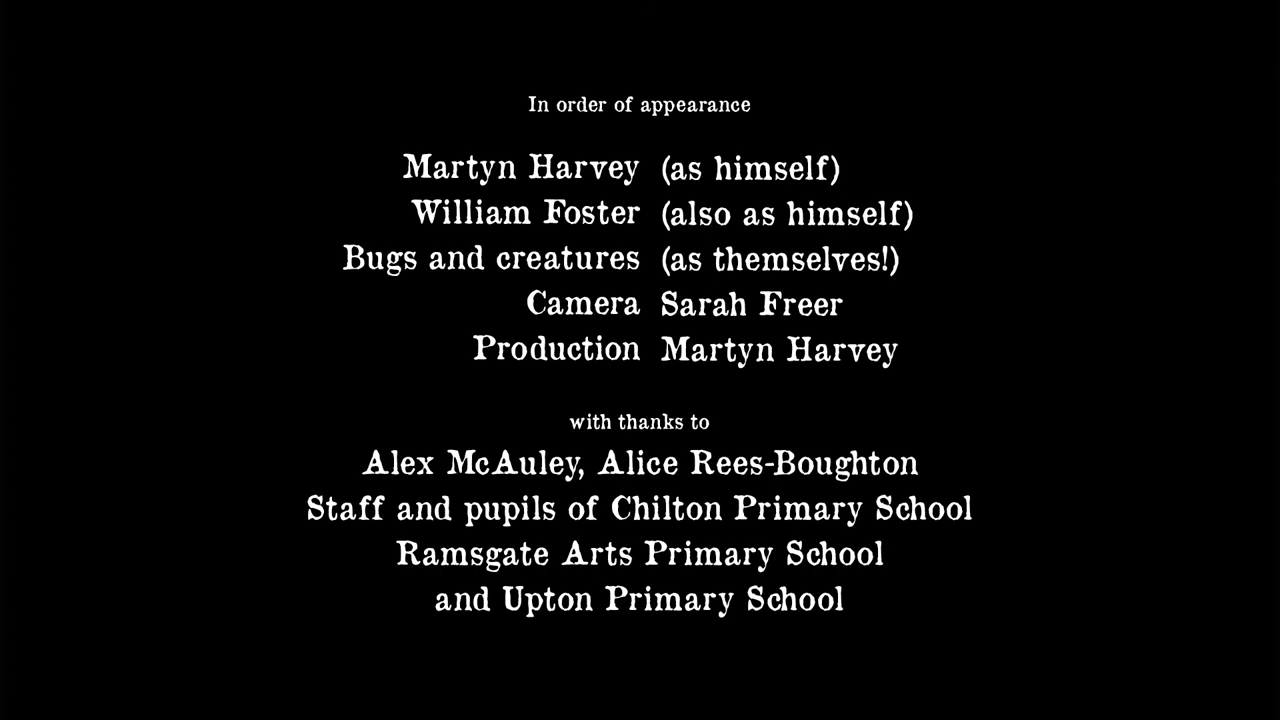 In order of appearance
Martyn Harvey (as himself)
William Foster (also as himself)
Bugs and creatures (as themselves!)
Camera Sarah Freer
Production Martyn Harvey
with thanks to
Alex McAuley, Alice Rees-Boughton
Staff and pupils of Chilton Primary School
Ramsgate Arts Primary School
and Upton Primary School